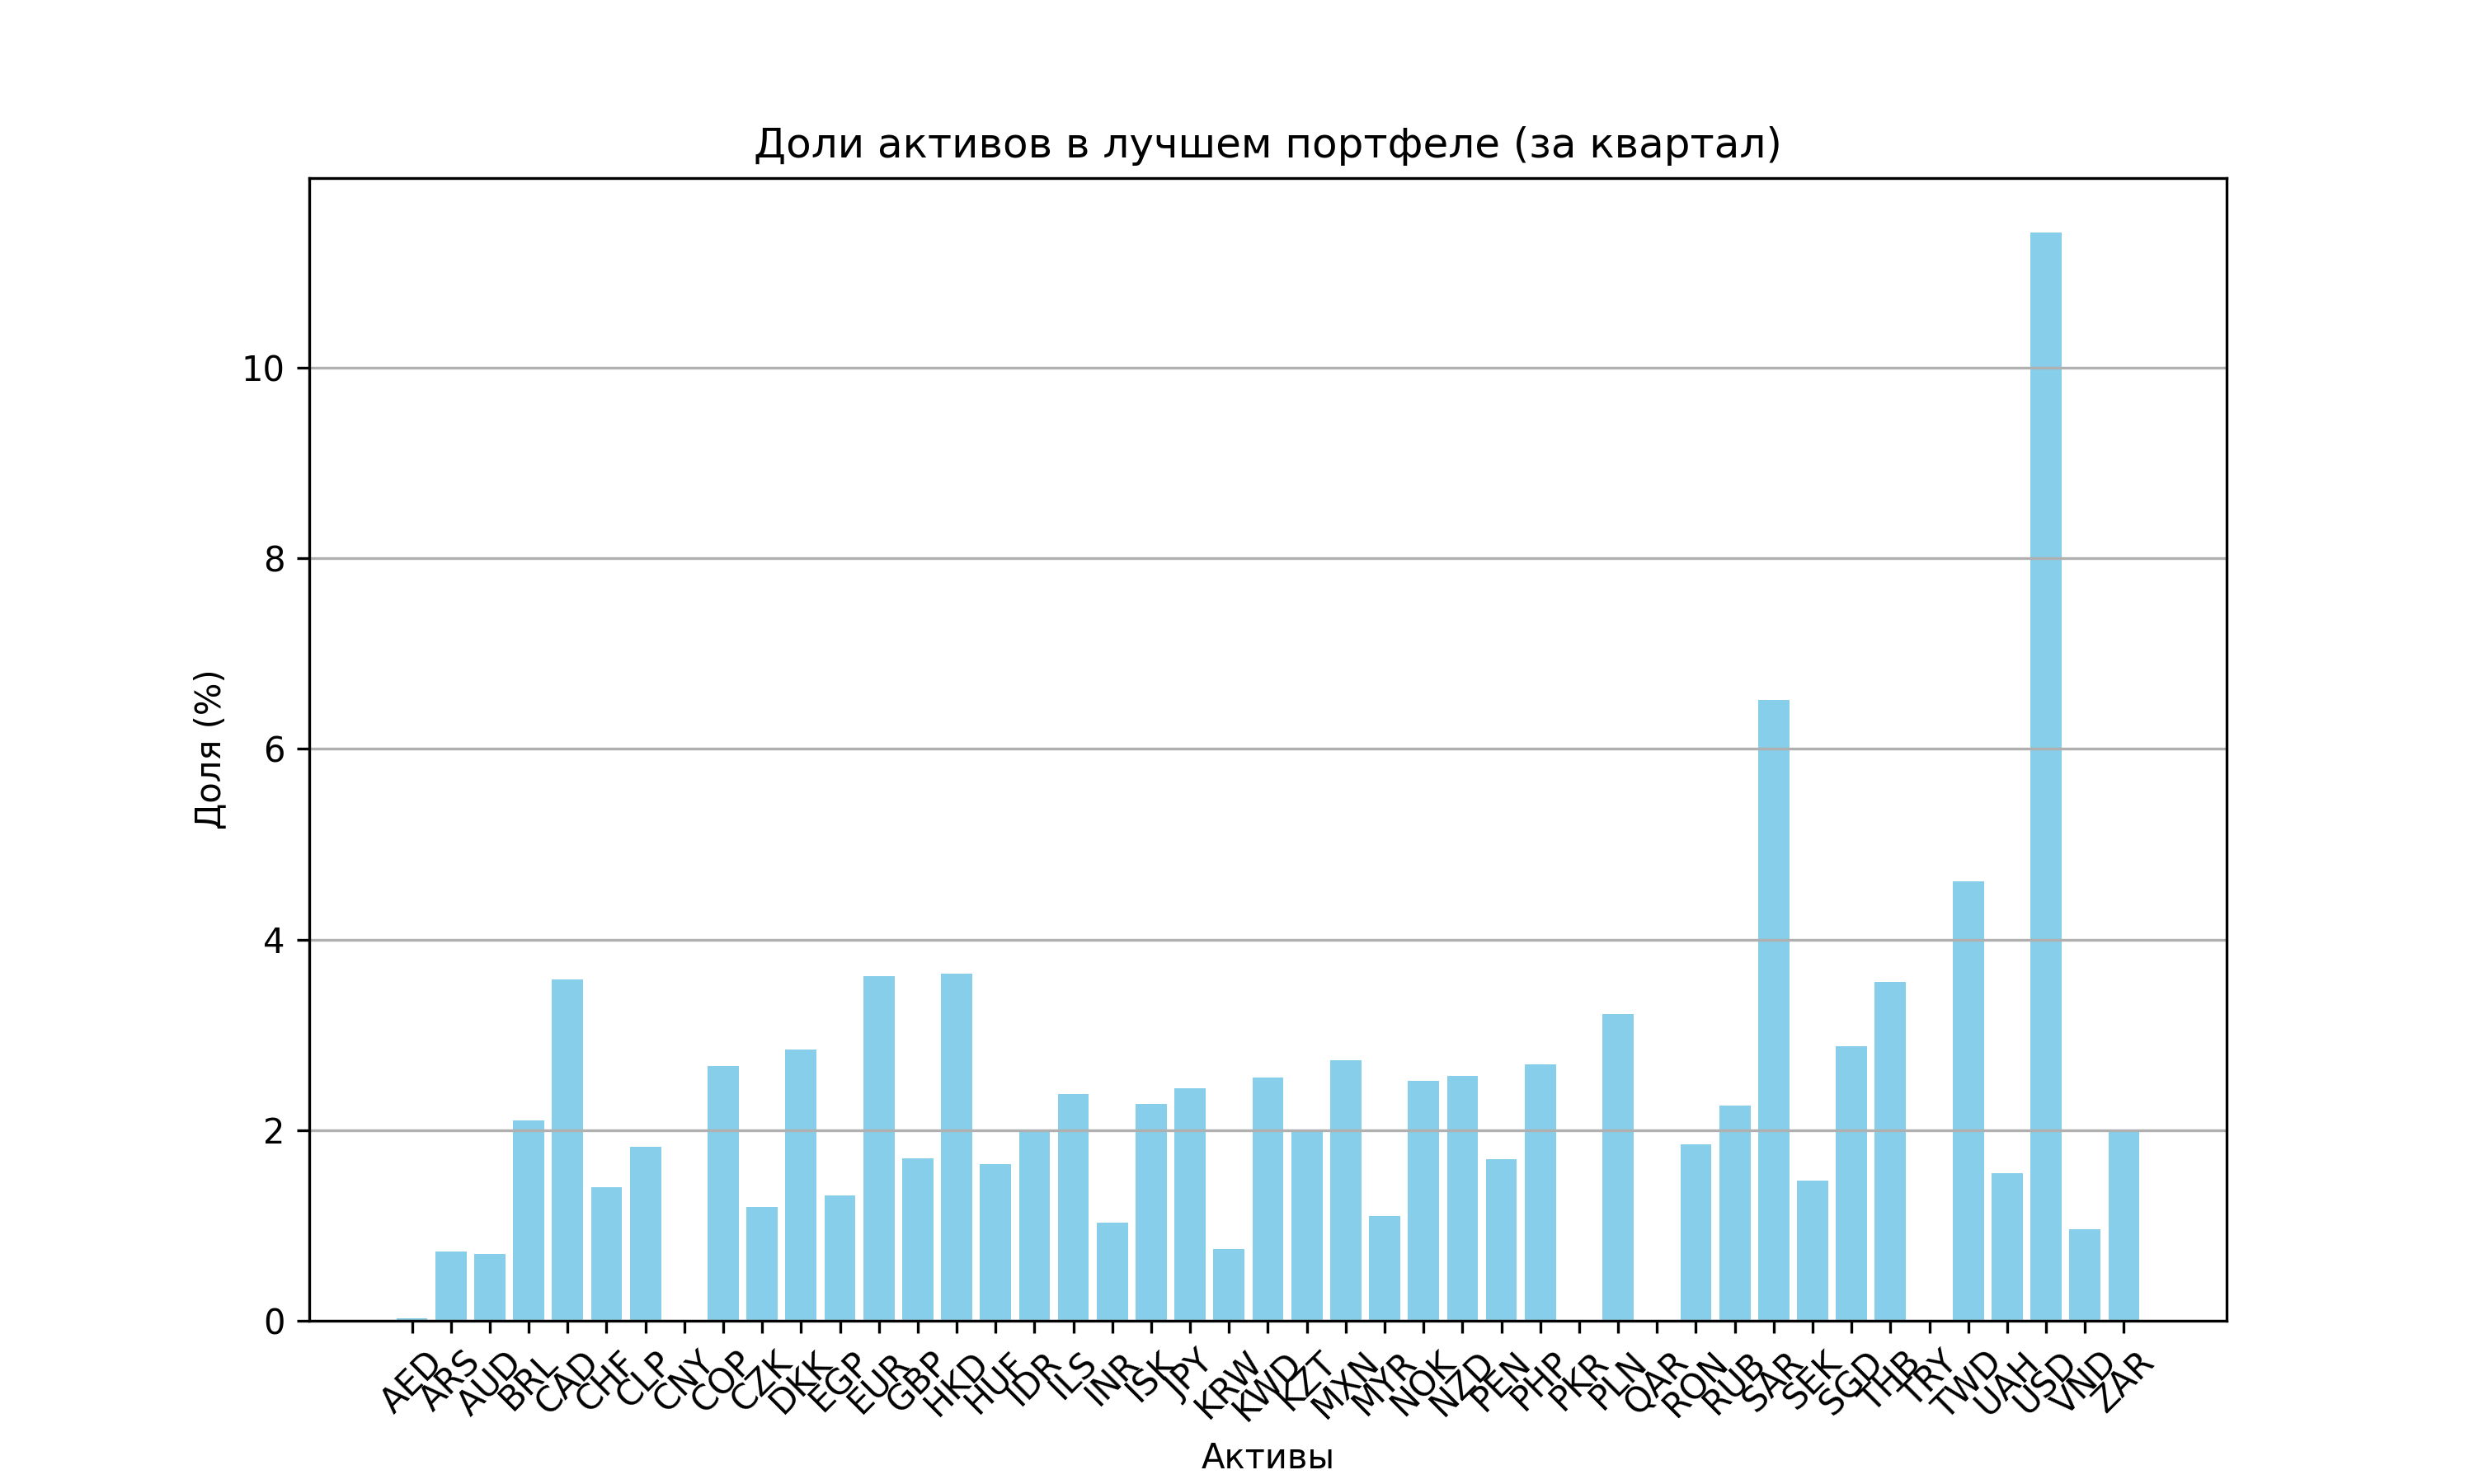 Доли активов в лучшем портфеле (за квартал)
Доля (%)
10
8
6
4
2
0
AED ARS AUD BRL CAD CHF CLP CNY COP CZK DKK EGP EUR GBP HKD HUF IDR ILS INR ISK JPY KRW KWD KZT MXN MYR NOK NZD PEN PHP PKR PLN QAR RON RUB SAR SEK SGD THB TRY TWD UAH USD VND ZAR
Активы